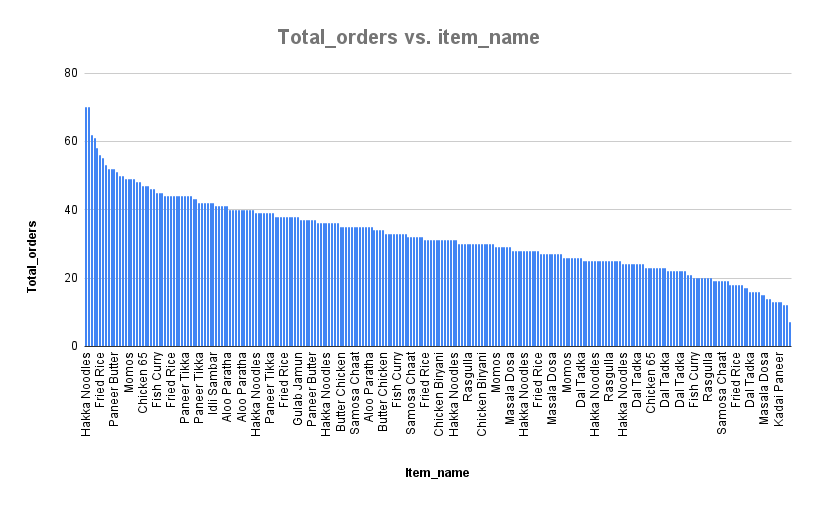 Total_orders vs. item_name
80
60
40
20
0
Total_orders
Hakka Noodles
Fried Rice
Paneer Butter
Momos
Chicken 65
Fish Curry
Fried Rice
Paneer Tikka
Paneer Tikka
Idli Sambar
Aloo Paratha
Aloo Paratha
Hakka Noodles
Paneer Tikka
Fried Rice
Gulab Jamun
Paneer Butter
Hakka Noodles
Butter Chicken
Samosa Chaat
Aloo Paratha
Butter Chicken
Fish Curry
Samosa Chaat
Fried Rice
Chicken Biryani
Hakka Noodles
Rasgulla
Chicken Biryani
Momos
Masala Dosa
Hakka Noodles
Fried Rice
Masala Dosa
Momos
Dal Tadka
Hakka Noodles
Rasgulla
Hakka Noodles
Dal Tadka
Chicken 65
Dal Tadka
Dal Tadka
Fish Curry
Rasgulla
Samosa Chaat
Fried Rice
Dal Tadka
Masala Dosa
Kadai Paneer
Item_name